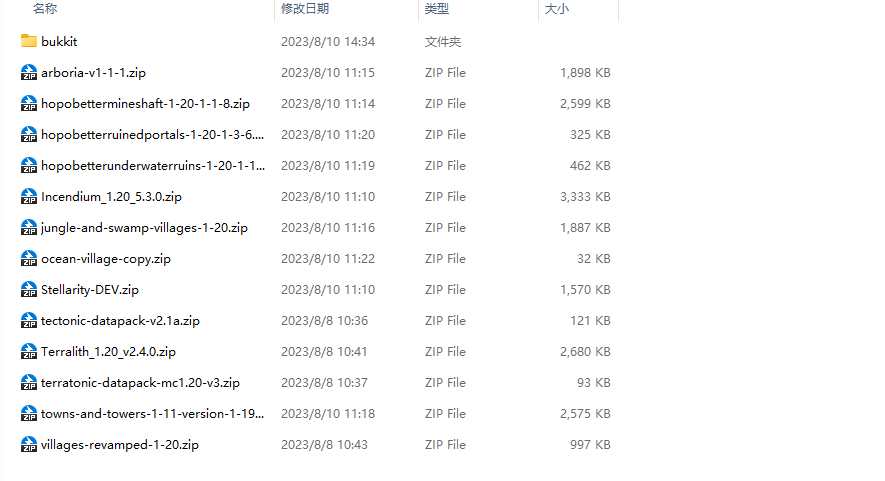 名称 修改日期 类型 大小
bukkit 2023/8/10 14:34 文件夹
arboria-v1-1-1.zip 2023/8/10 11:15 ZIP File 1,898 KB
hopobettermineshaft-1-20-1-1-8.zip 2023/8/10 11:14 ZIP File 2,599 KB
hopobetterruinedportals-1-20-1-3-6.... 2023/8/10 11:20 ZIP File 325 KB
hopobetterunderwaterruins-1-20-1-1... 2023/8/10 11:19 ZIP File 462 KB
Incendium_1.20_5.3.0.zip 2023/8/10 11:10 ZIP File 3,333 KB
jungle-and-swamp-villages-1-20.zip 2023/8/10 11:16 ZIP File 1,887 KB
ocean-village-copy.zip 2023/8/10 11:22 ZIP File 32 KB
Stellarity-DEV.zip 2023/8/10 11:10 ZIP File 1,570 KB
tectonic-datapack-v2.1a.zip 2023/8/8 10:36 ZIP File 121 KB
Terralith_1.20_v2.4.0.zip 2023/8/8 10:41 ZIP File 2,680 KB
terratonic-datapack-mc1.20-v3.zip 2023/8/8 10:37 ZIP File 93 KB
towns-and-towers-1-11-version-1-19... 2023/8/10 11:18 ZIP File 2,575 KB
villages-revamped-1-20.zip 2023/8/8 10:43 ZIP File 997 KB